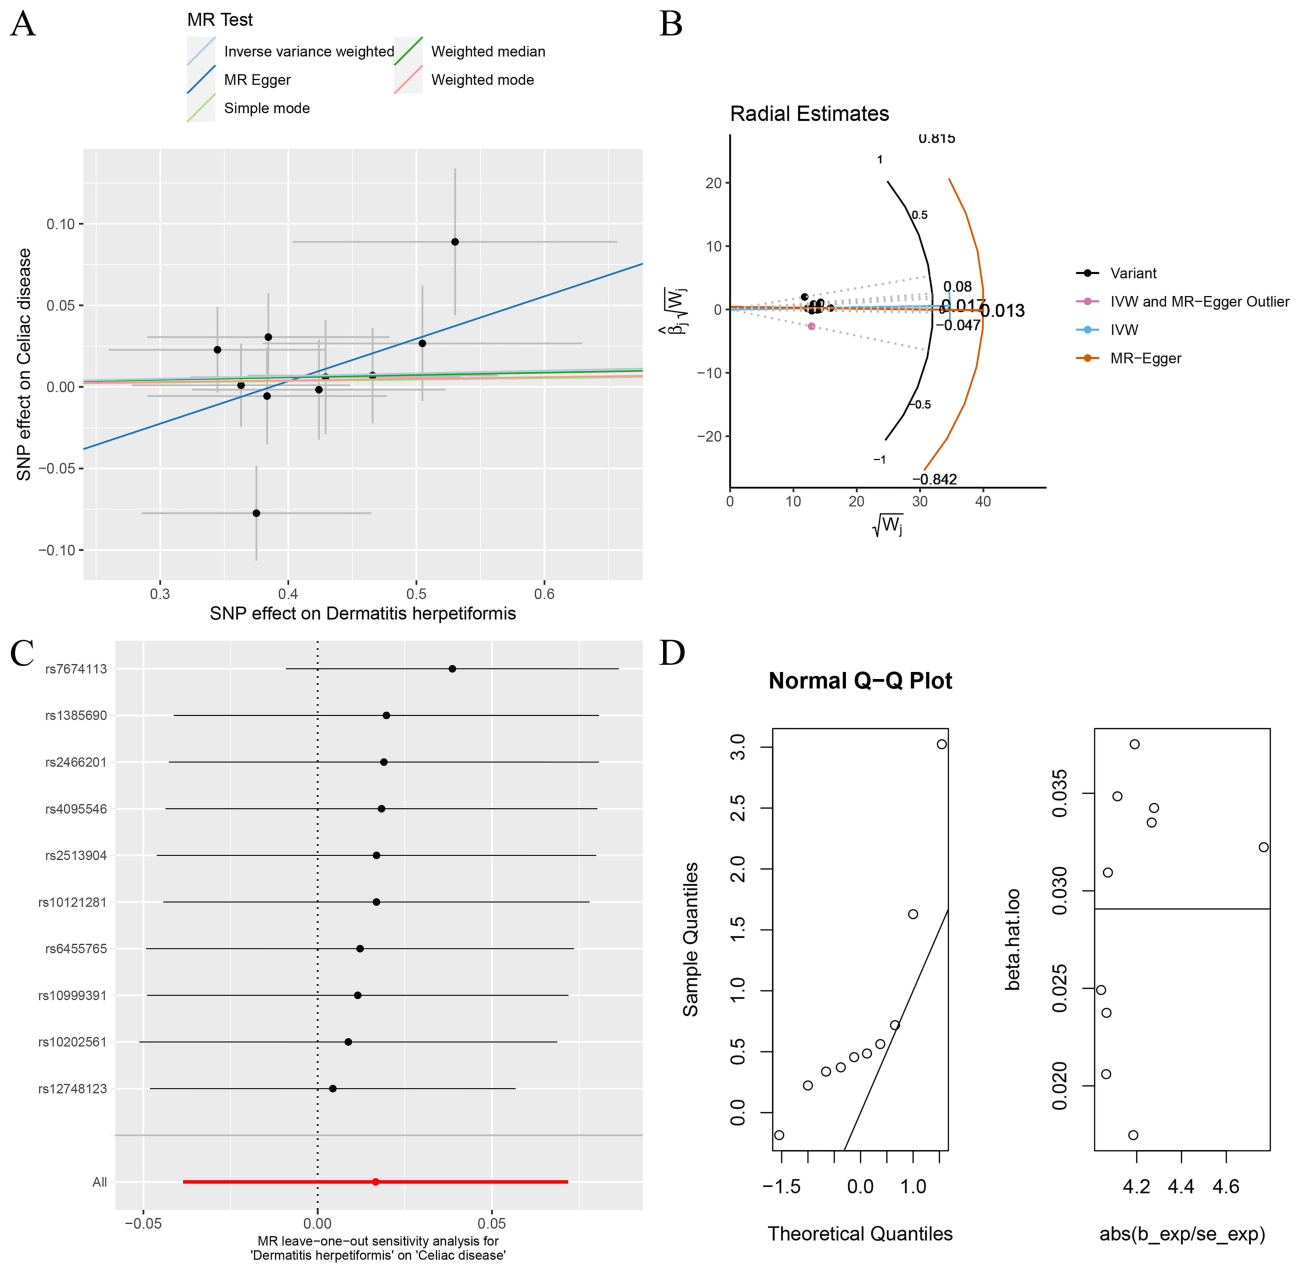 A
MR Test
Inverse variance weighted
Weighted median
MR Egger
Weighted mode
Simple mode
0.10
0.05
0.00
−0.05
−0.10
SNP effect on Celiac disease
0.3 0.4 0.5 0.6
SNP effect on Dermatitis herpetiformis
B
Radial Estimates
0.815
1
0.5
0.08
0.017
0.013
−0.047
−0.5
−1
−0.842
20
10
0
−10
−20
β̂j √Wj
0 10 20 30 40
√Wj
Variant
IVW and MR−Egger Outlier
IVW
MR−Egger
C
rs7674113
rs1385690
rs2466201
rs4095546
rs2513904
rs10121281
rs6455765
rs10999391
rs10202561
rs12748123
All
−0.05 0.00 0.05
MR leave−one−out sensitivity analysis for
'Dermatitis herpetiformis' on 'Celiac disease'
D
Normal Q−Q Plot
3.0
2.5
2.0
1.5
1.0
0.5
0.0
Sample Quantiles
−1.5 0.0 1.0
Theoretical Quantiles
0.035
0.030
0.025
0.020
beta.hat.loo
4.2 4.4 4.6
abs(b_exp/se_exp)